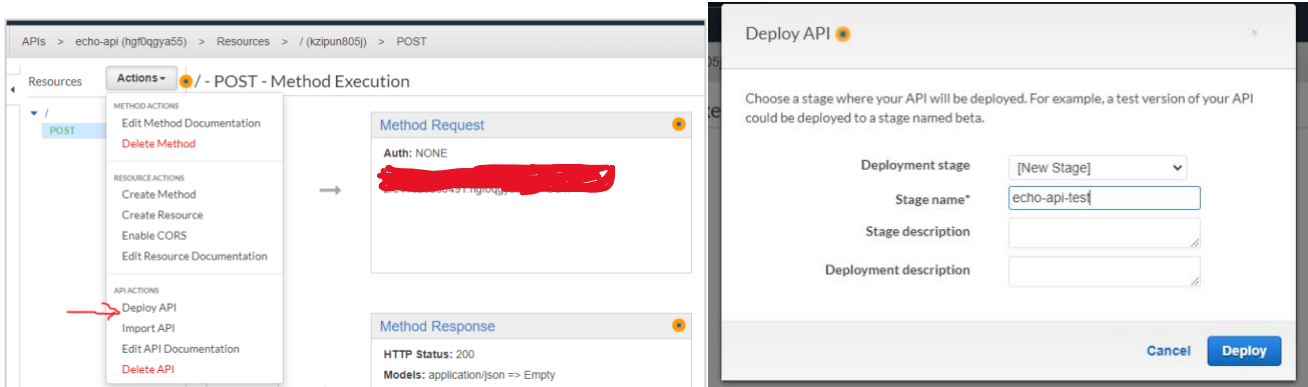 APIs > echo-api (hgf0qgya55) > Resources > / (kzipun805j) > POST
Resources
Actions
/ - POST - Method Execution
/
POST
METHOD ACTIONS
Edit Method Documentation
Delete Method
RESOURCE ACTIONS
Create Method
Create Resource
Enable CORS
Edit Resource Documentation
API ACTIONS
Deploy API
Import API
Edit API Documentation
Delete API
Method Request
Auth: NONE
Method Response
HTTP Status: 200
Models: application/json => Empty
Deploy API
Choose a stage where your API will be deployed. For example, a test version of your API
could be deployed to a stage named beta.
Deployment stage [New Stage]
Stage name* echo-api-test
Stage description
Deployment description
Cancel Deploy